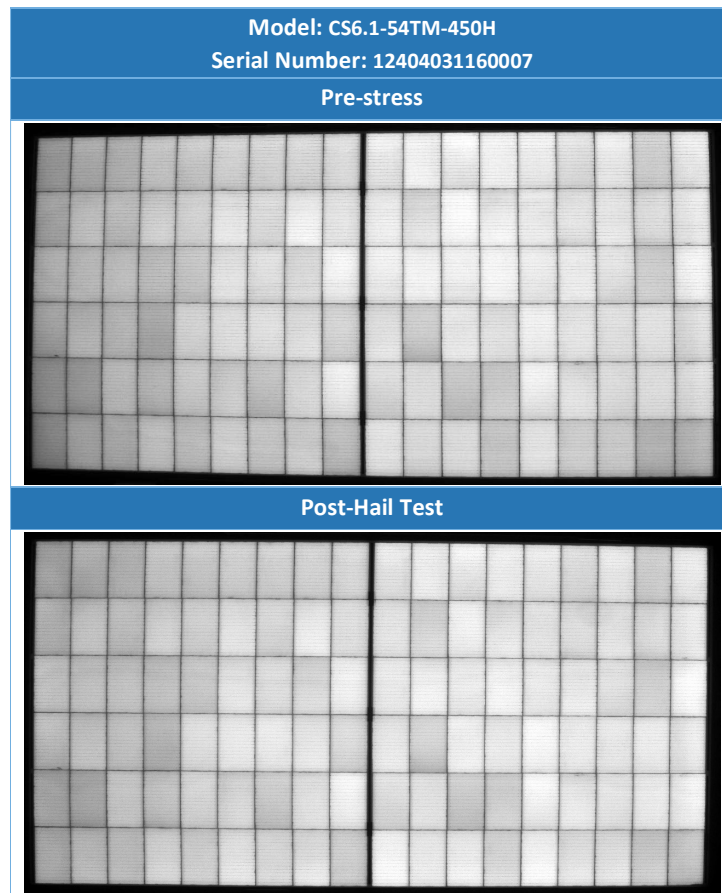 Model: CS6.1-54TM-450H
Serial Number: 12404031160007
Pre-stress
Post-Hail Test